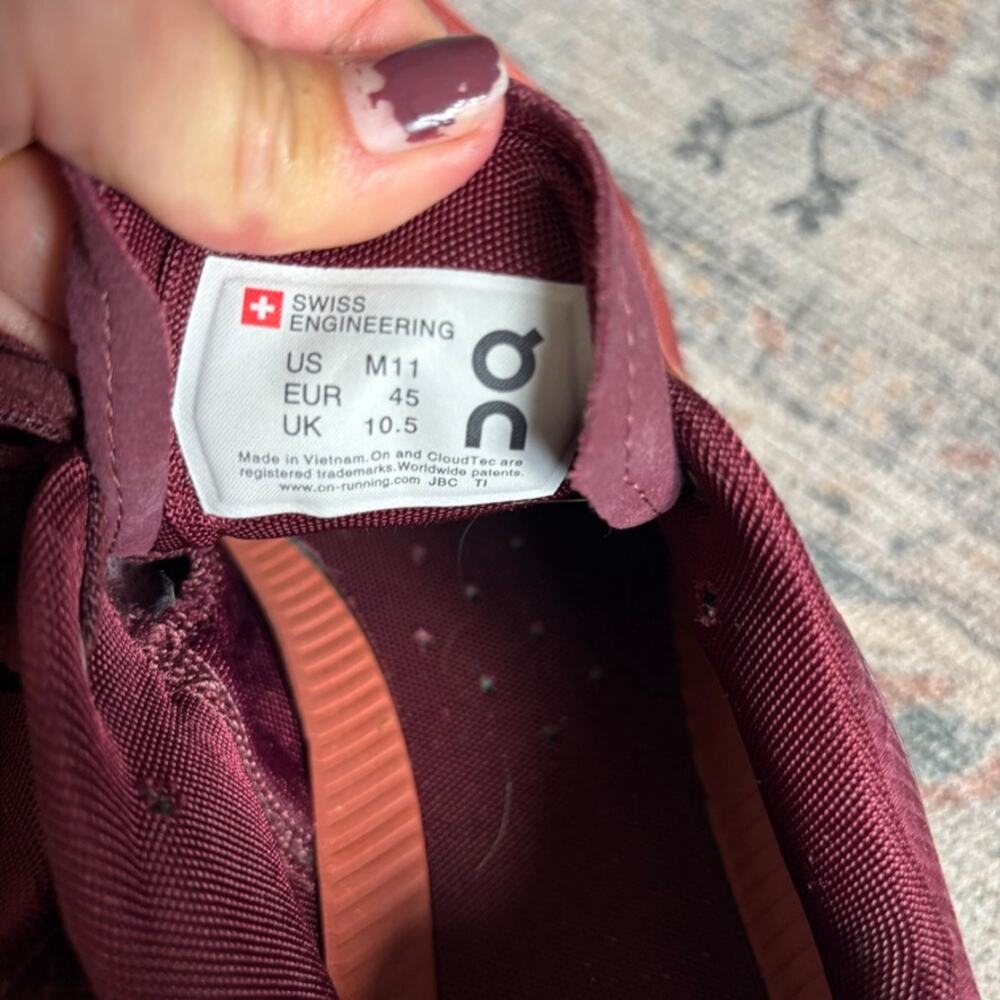 SWISS
ENGINEERING
US M11
EUR 45
UK 10.5
On
Made in Vietnam. On and CloudTec are
registered trademarks. Worldwide patents.
www.on-running.com JBC TI